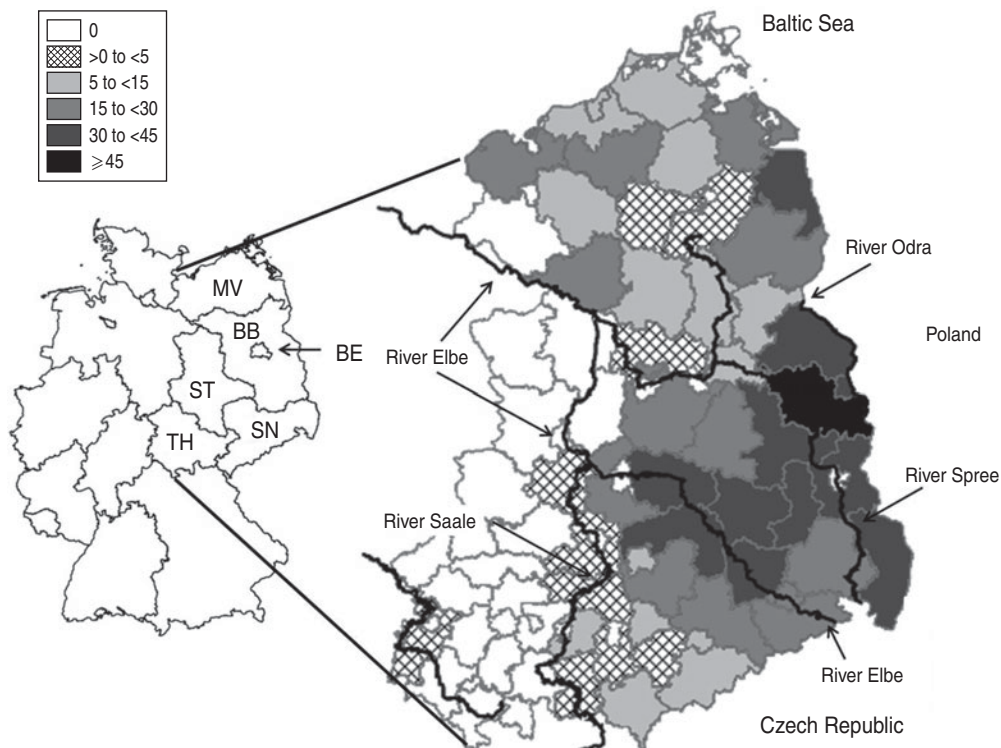 0
>0 to <5
5 to <15
15 to <30
30 to <45
⩾45
Baltic Sea
River Odra
MV
BB
BE
Poland
River Elbe
ST
SN
TH
River Spree
River Saale
River Elbe
Czech Republic